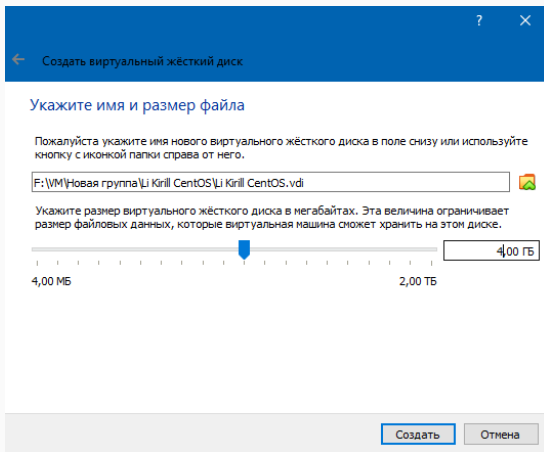 ?
Создать виртуальный жёсткий диск
Укажите имя и размер файла
Пожалуйста укажите имя нового виртуального жёсткого диска в поле снизу или используйте
кнопку с иконкой папки справа от него.
F:\VM\Новая группа\Li Kirill CentOS\Li Kirill CentOS.vdi
Укажите размер виртуального жёсткого диска в мегабайтах. Эта величина ограничивает
размер файловых данных, которые виртуальная машина сможет хранить на этом диске.
4,00 ГБ
4,00 МБ 2,00 ТБ
Создать Отмена